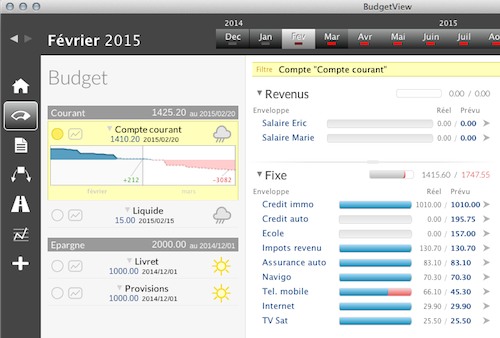 BudgetView
2014 2015
Février 2015
Dec Jan Fev Mar Avr Mai Juin Juil Ao
Budget
Courant 1425.20 au 2015/02/20
Compte courant
1410.20 2015/02/20
+212 -1082
février mars
Liquide
15.00 2015/02/15
Epargne 2000.00 au 2014/12/01
Livret
1000.00 2014/12/01
Provisions
1000.00 2014/12/01
Filtre Compte "Compte courant"
Revenus 0.00 / 0.00
Enveloppe Réel Prévu
Salaire Eric 0.00 / 0.00
Salaire Marie 0.00 / 0.00
Fixe 1415.60 / 1747.55
Enveloppe Réel Prévu
Credit immo 1010.00 / 1010.00
Credit auto 0.00 / 195.75
Ecole 0.00 / 157.00
Impots revenu 130.70 / 130.70
Assurance auto 83.10 / 83.10
Navigo 70.30 / 70.30
Tel. mobile 66.10 / 45.30
Internet 29.90 / 29.90
TV Sat 25.50 / 25.50